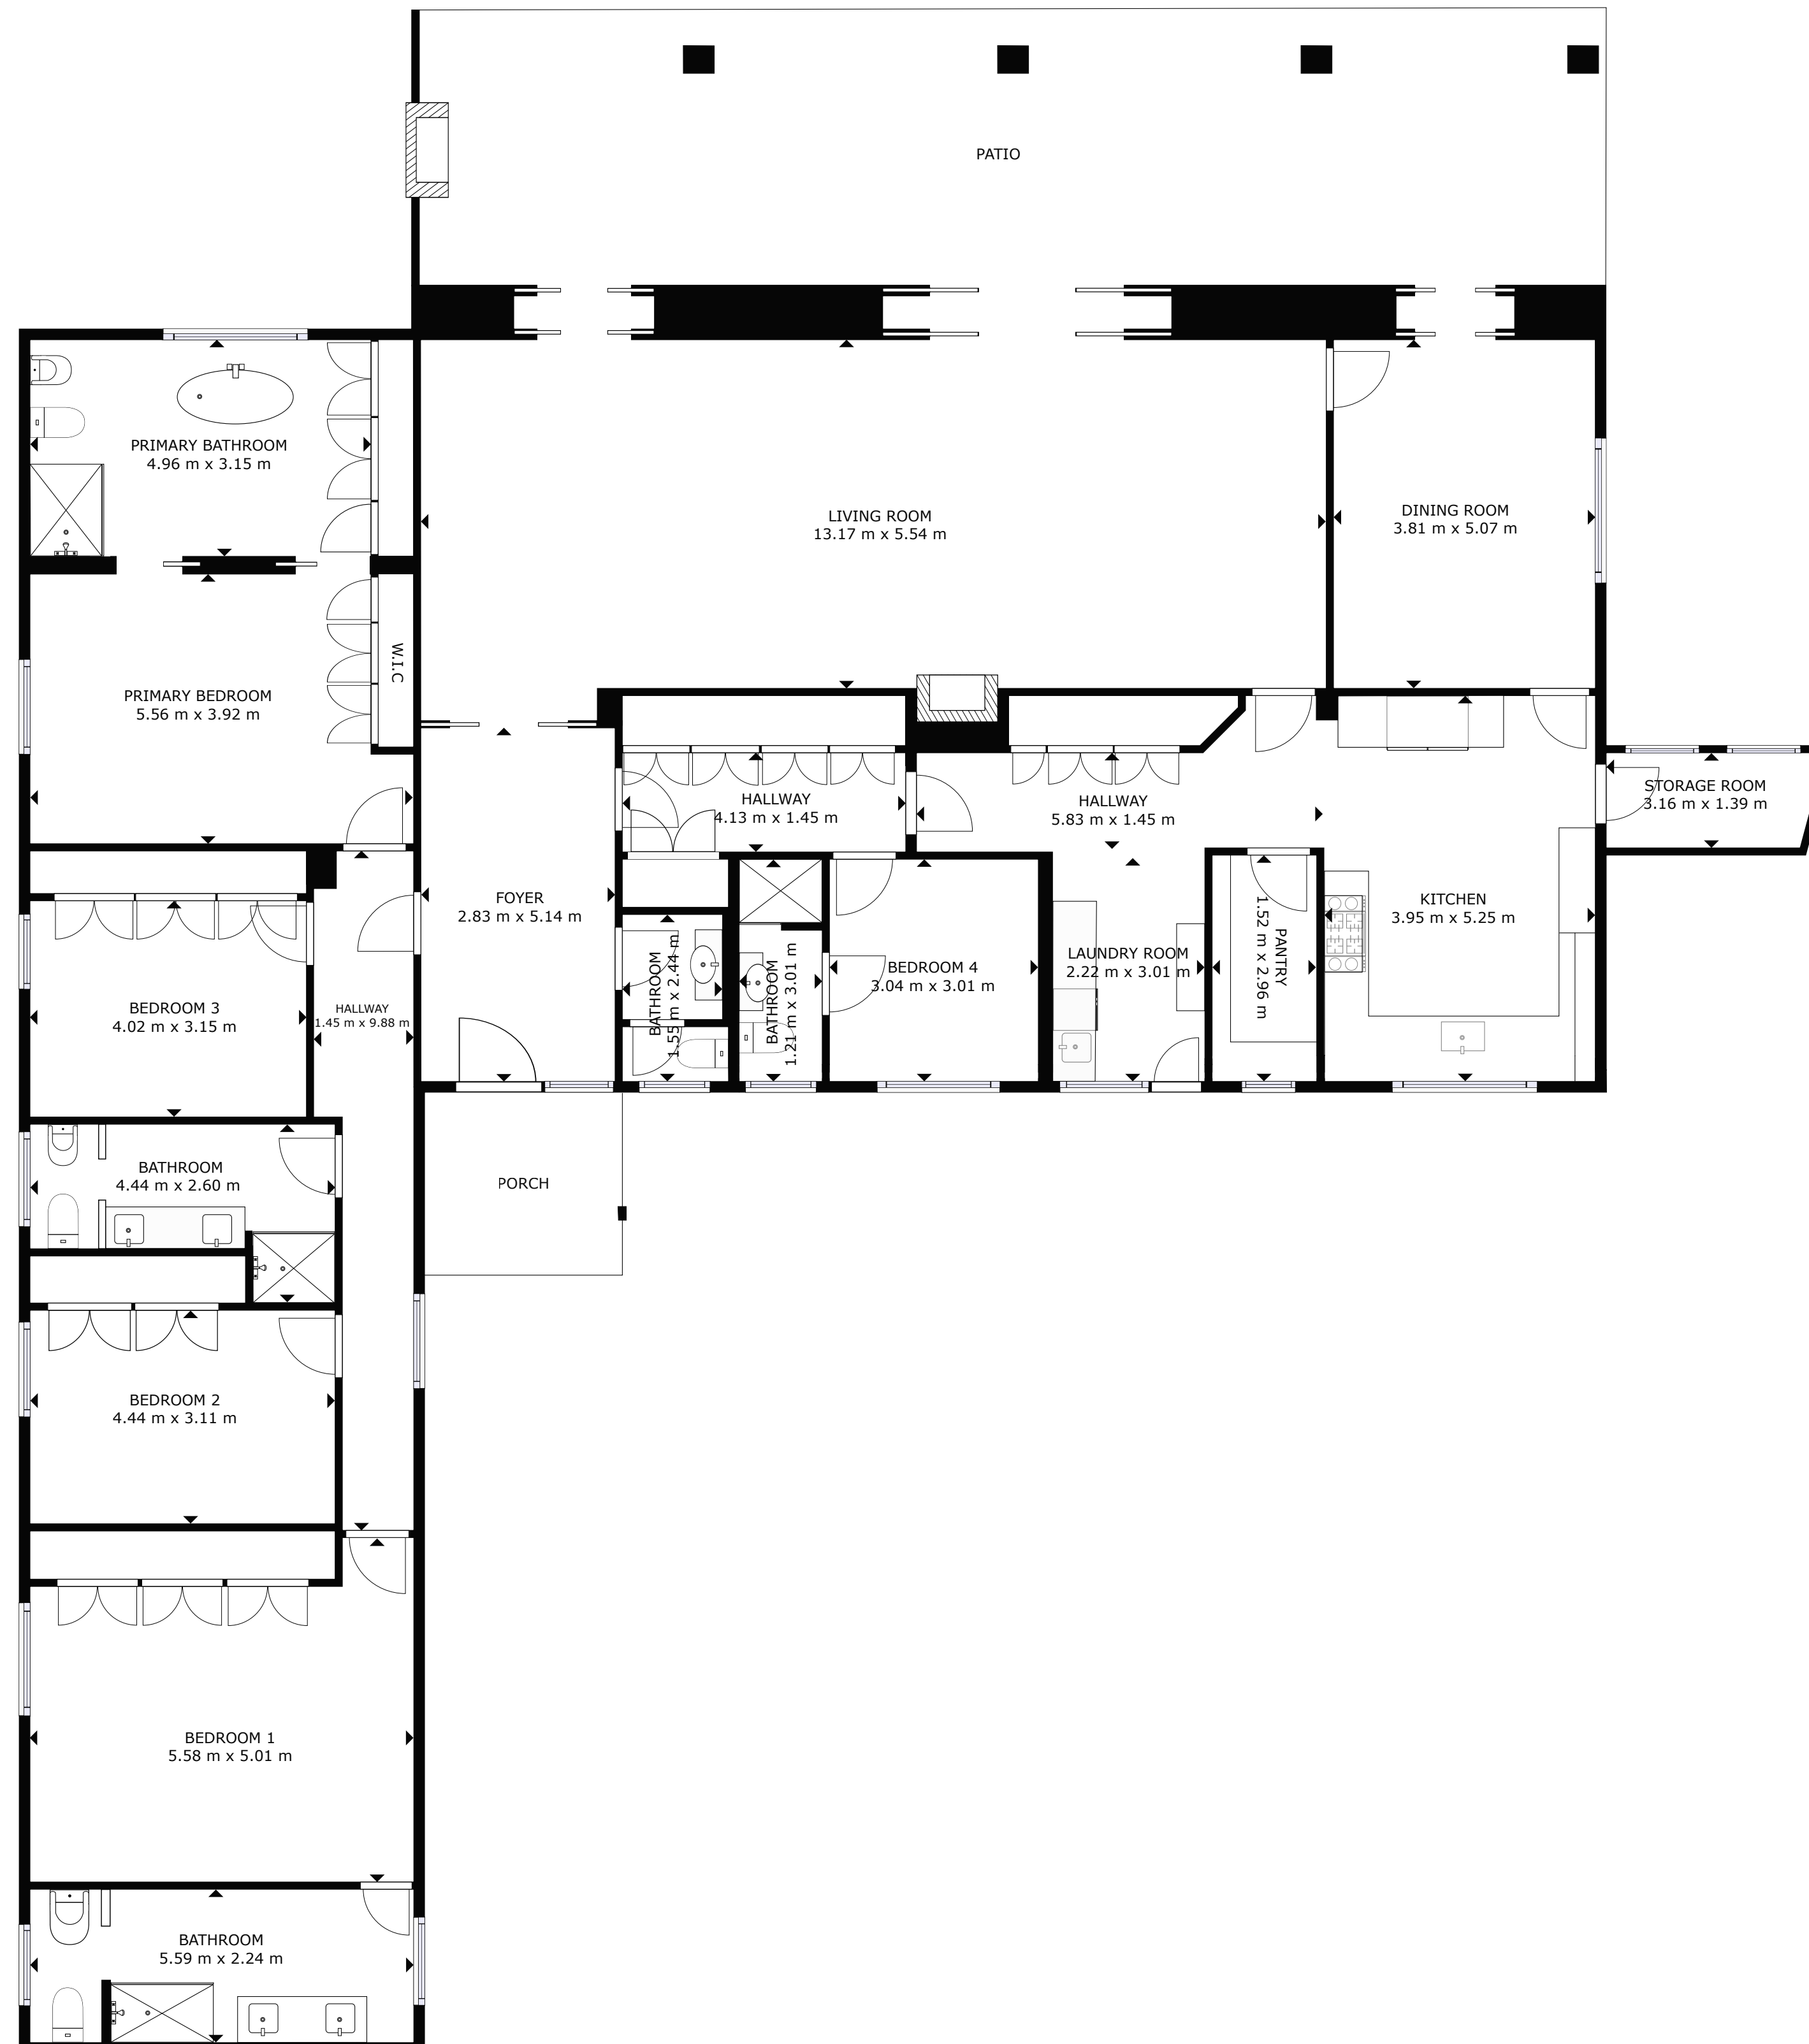 PATIO
PRIMARY BATHROOM
4.96 m x 3.15 m
LIVING ROOM
13.17 m x 5.54 m
DINING ROOM
3.81 m x 5.07 m
W.I.C
PRIMARY BEDROOM
5.56 m x 3.92 m
HALLWAY
4.13 m x 1.45 m
HALLWAY
5.83 m x 1.45 m
STORAGE ROOM
3.16 m x 1.39 m
FOYER
2.83 m x 5.14 m
BATHROOM
1.55 m x 2.44 m
BATHROOM
1.21 m x 3.01 m
BEDROOM 4
3.04 m x 3.01 m
LAUNDRY ROOM
2.22 m x 3.01 m
PANTRY
1.52 m x 2.96 m
KITCHEN
3.95 m x 5.25 m
BEDROOM 3
4.02 m x 3.15 m
HALLWAY
1.45 m x 9.88 m
BATHROOM
4.44 m x 2.60 m
PORCH
BEDROOM 2
4.44 m x 3.11 m
BEDROOM 1
5.58 m x 5.01 m
BATHROOM
5.59 m x 2.24 m